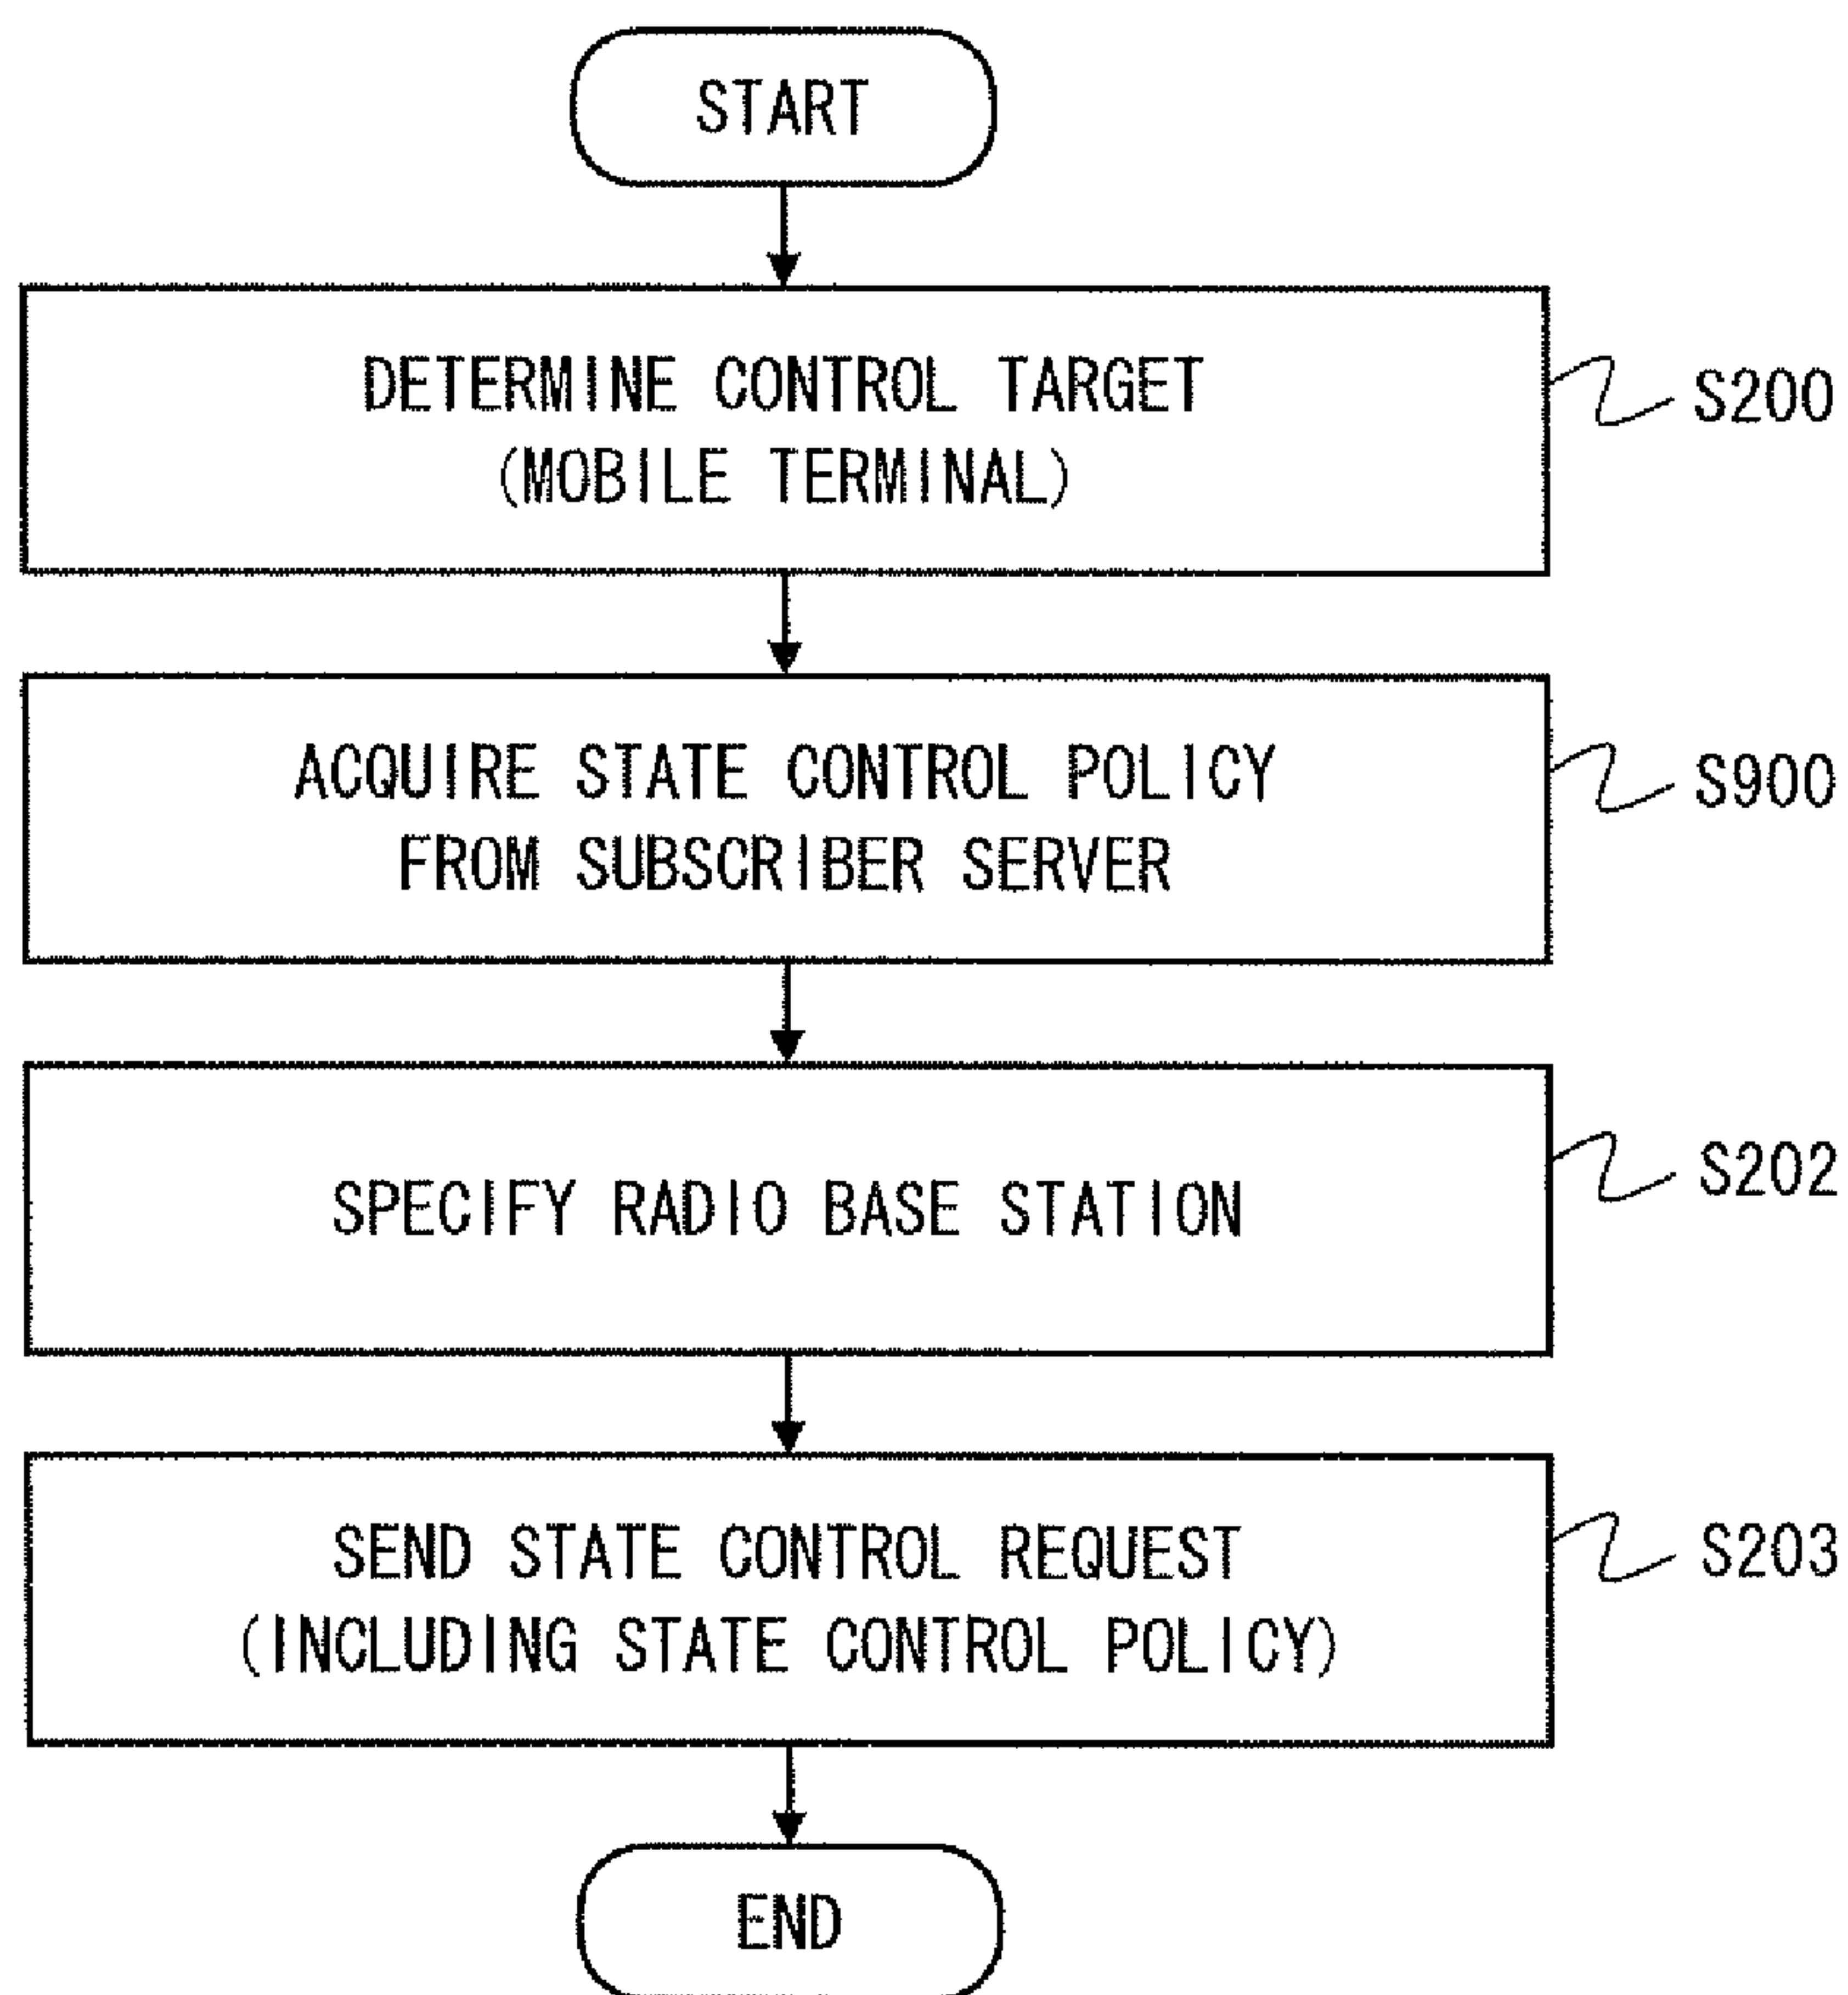 START
DETERMINE CONTROL TARGET
(MOBILE TERMINAL)
S200
ACQUIRE STATE CONTROL POLICY
FROM SUBSCRIBER SERVER
S900
SPECIFY RADIO BASE STATION
S202
SEND STATE CONTROL REQUEST
(INCLUDING STATE CONTROL POLICY)
S203
END